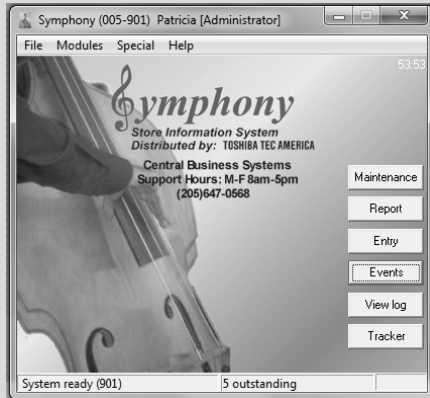 Symphony (005-901) Patricia [Administrator]
File Modules Special Help
53:53
Symphony
Store Information System
Distributed by: TOSHIBA TEC AMERICA
Central Business Systems
Support Hours: M-F 8am-5pm
(205)647-0568
Maintenance
Report
Entry
Events
View log
Tracker
System ready (901) 5 outstanding